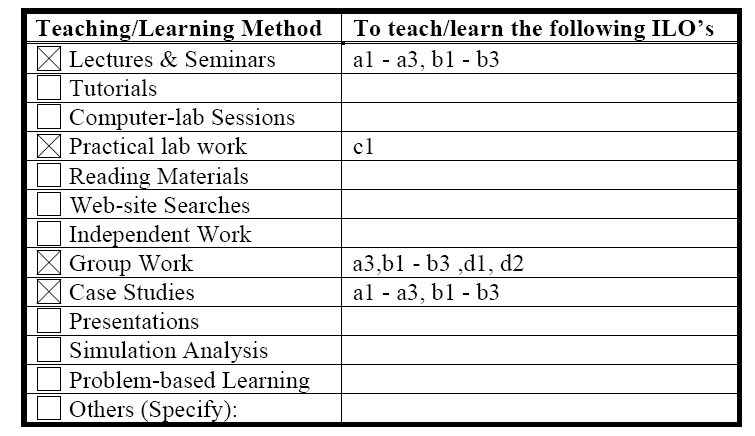 Teaching/Learning Method To teach/learn the following ILO's
Lectures & Seminars a1 - a3, b1 - b3
Tutorials
Computer-lab Sessions
Practical lab work c1
Reading Materials
Web-site Searches
Independent Work
Group Work a3,b1 - b3 ,d1, d2
Case Studies a1 - a3, b1 - b3
Presentations
Simulation Analysis
Problem-based Learning
Others (Specify):